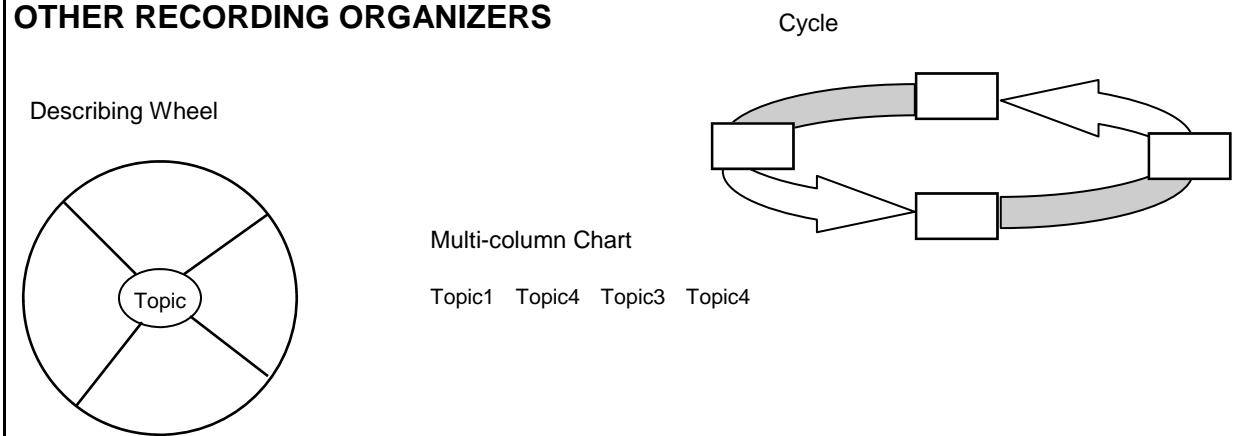 OTHER RECORDING ORGANIZERS
Cycle
Describing Wheel
Topic
Multi-column Chart
Topic1 Topic4 Topic3 Topic4